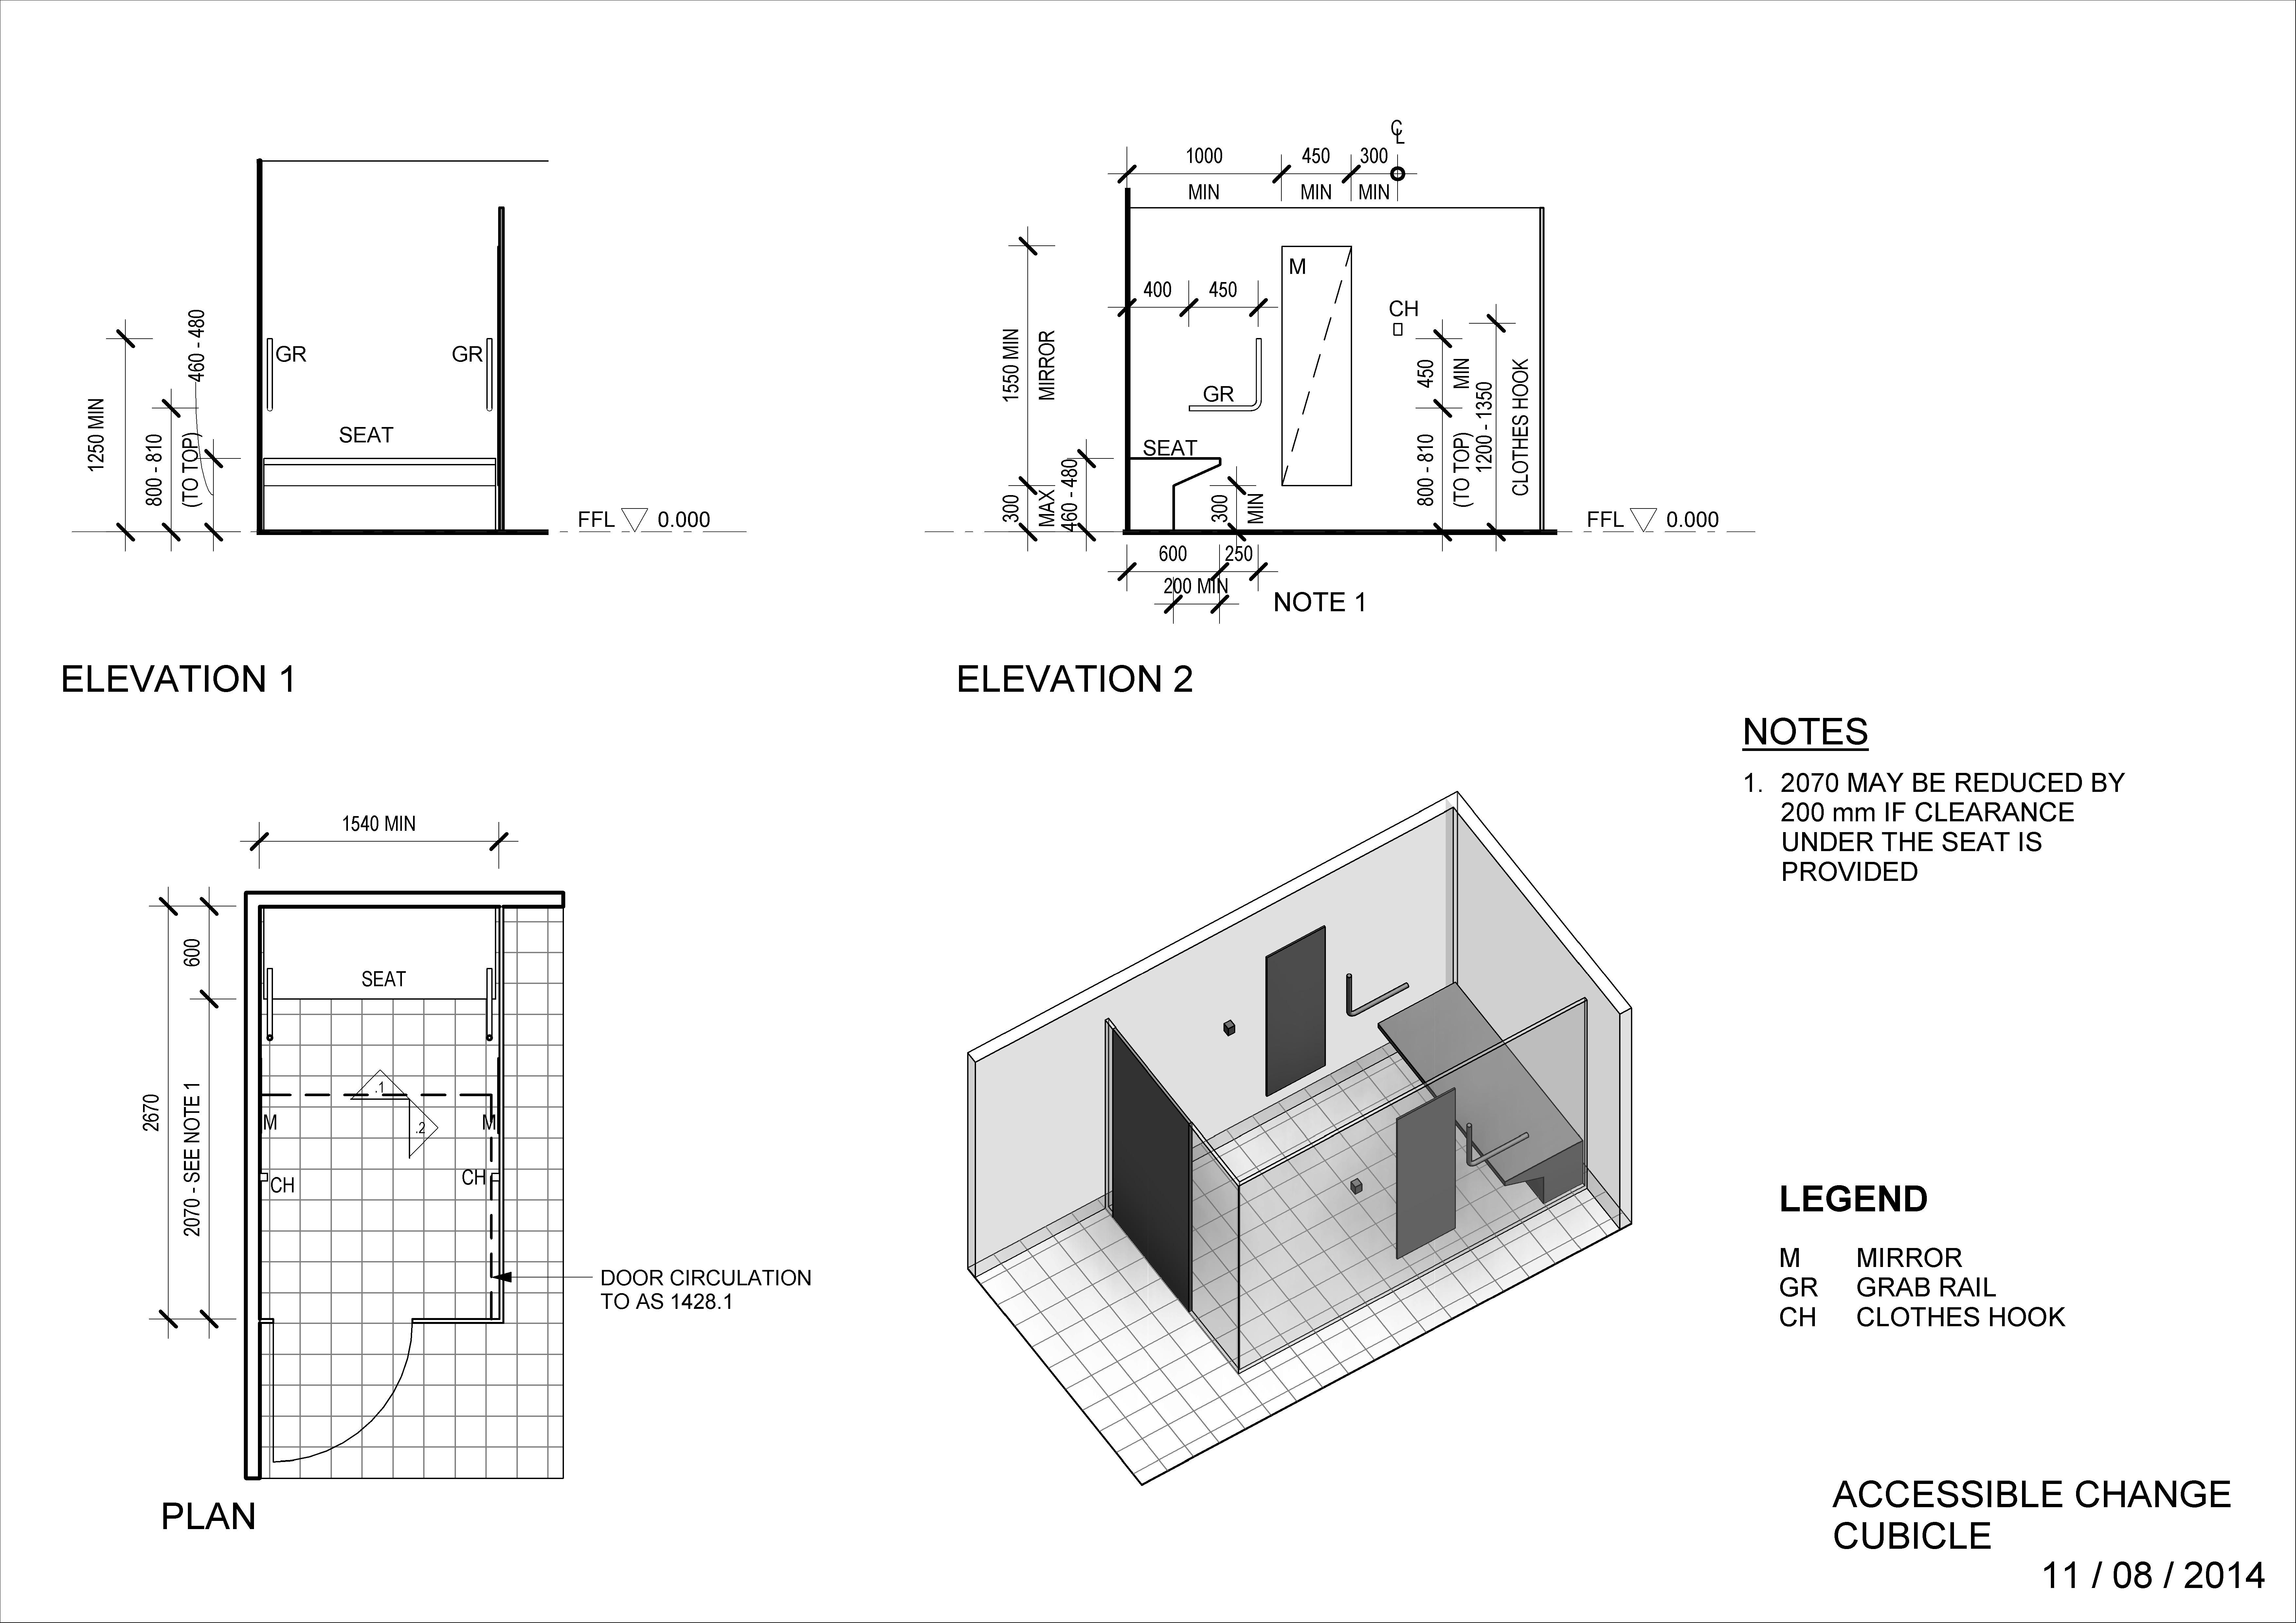 1250 MIN
800 - 810
(TO TOP)
460 - 480
GR
GR
SEAT
FFL
0.000
ELEVATION 1
℄
1000
450
300
MIN
MIN
MIN
1550 MIN
MIRROR
400
450
M
CH
GR
SEAT
300
MAX
460 - 480
300
MIN
450
MIN
800 - 810
(TO TOP)
1200 - 1350
CLOTHES HOOK
FFL
0.000
600
250
200 MIN
NOTE 1
ELEVATION 2
NOTES
1. 2070 MAY BE REDUCED BY
200 mm IF CLEARANCE
UNDER THE SEAT IS
PROVIDED
1540 MIN
600
2670
2070 - SEE NOTE 1
SEAT
.1
.2
M
M
CH
CH
DOOR CIRCULATION
TO AS 1428.1
PLAN
LEGEND
M MIRROR
GR GRAB RAIL
CH CLOTHES HOOK
ACCESSIBLE CHANGE
CUBICLE
11 / 08 / 2014